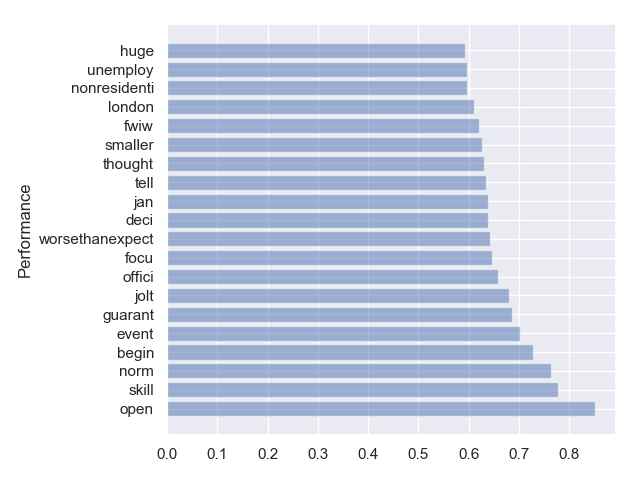 huge
unemploy
nonresidenti
london
fwiw
smaller
thought
tell
jan
deci
worsethanexpect
focu
offici
jolt
guarant
event
begin
norm
skill
open
Performance
0.0 0.1 0.2 0.3 0.4 0.5 0.6 0.7 0.8